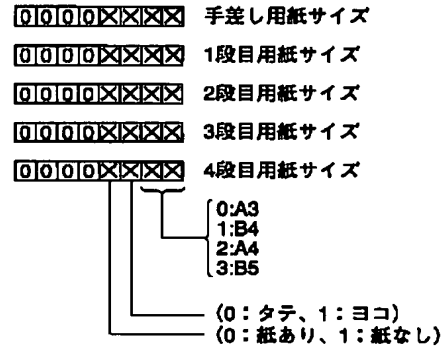 0000XXXX 手差し用紙サイズ
0000XXXX 1段目用紙サイズ
0000XXXX 2段目用紙サイズ
0000XXXX 3段目用紙サイズ
0000XXXX 4段目用紙サイズ
0:A3
1:B4
2:A4
3:B5
(0:タテ、1:ヨコ)
(0:紙あり、1:紙なし)